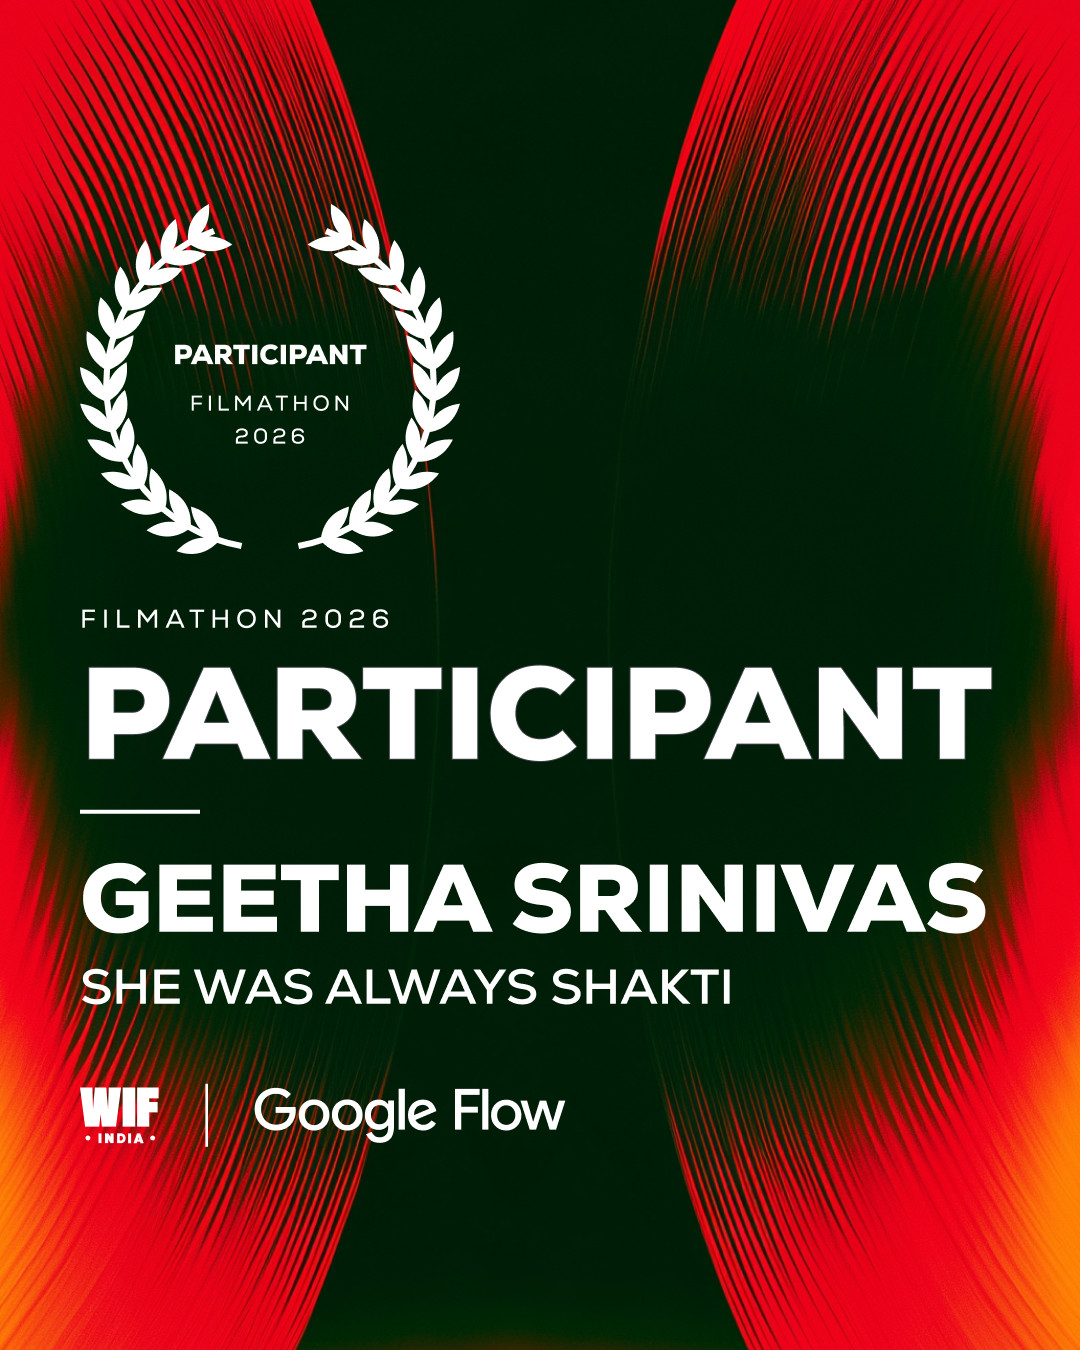 PARTICIPANT
FILMATHON
2026
FILMATHON 2026
PARTICIPANT
GEETHA SRINIVAS
SHE WAS ALWAYS SHAKTI
WIF
• INDIA •
Google Flow